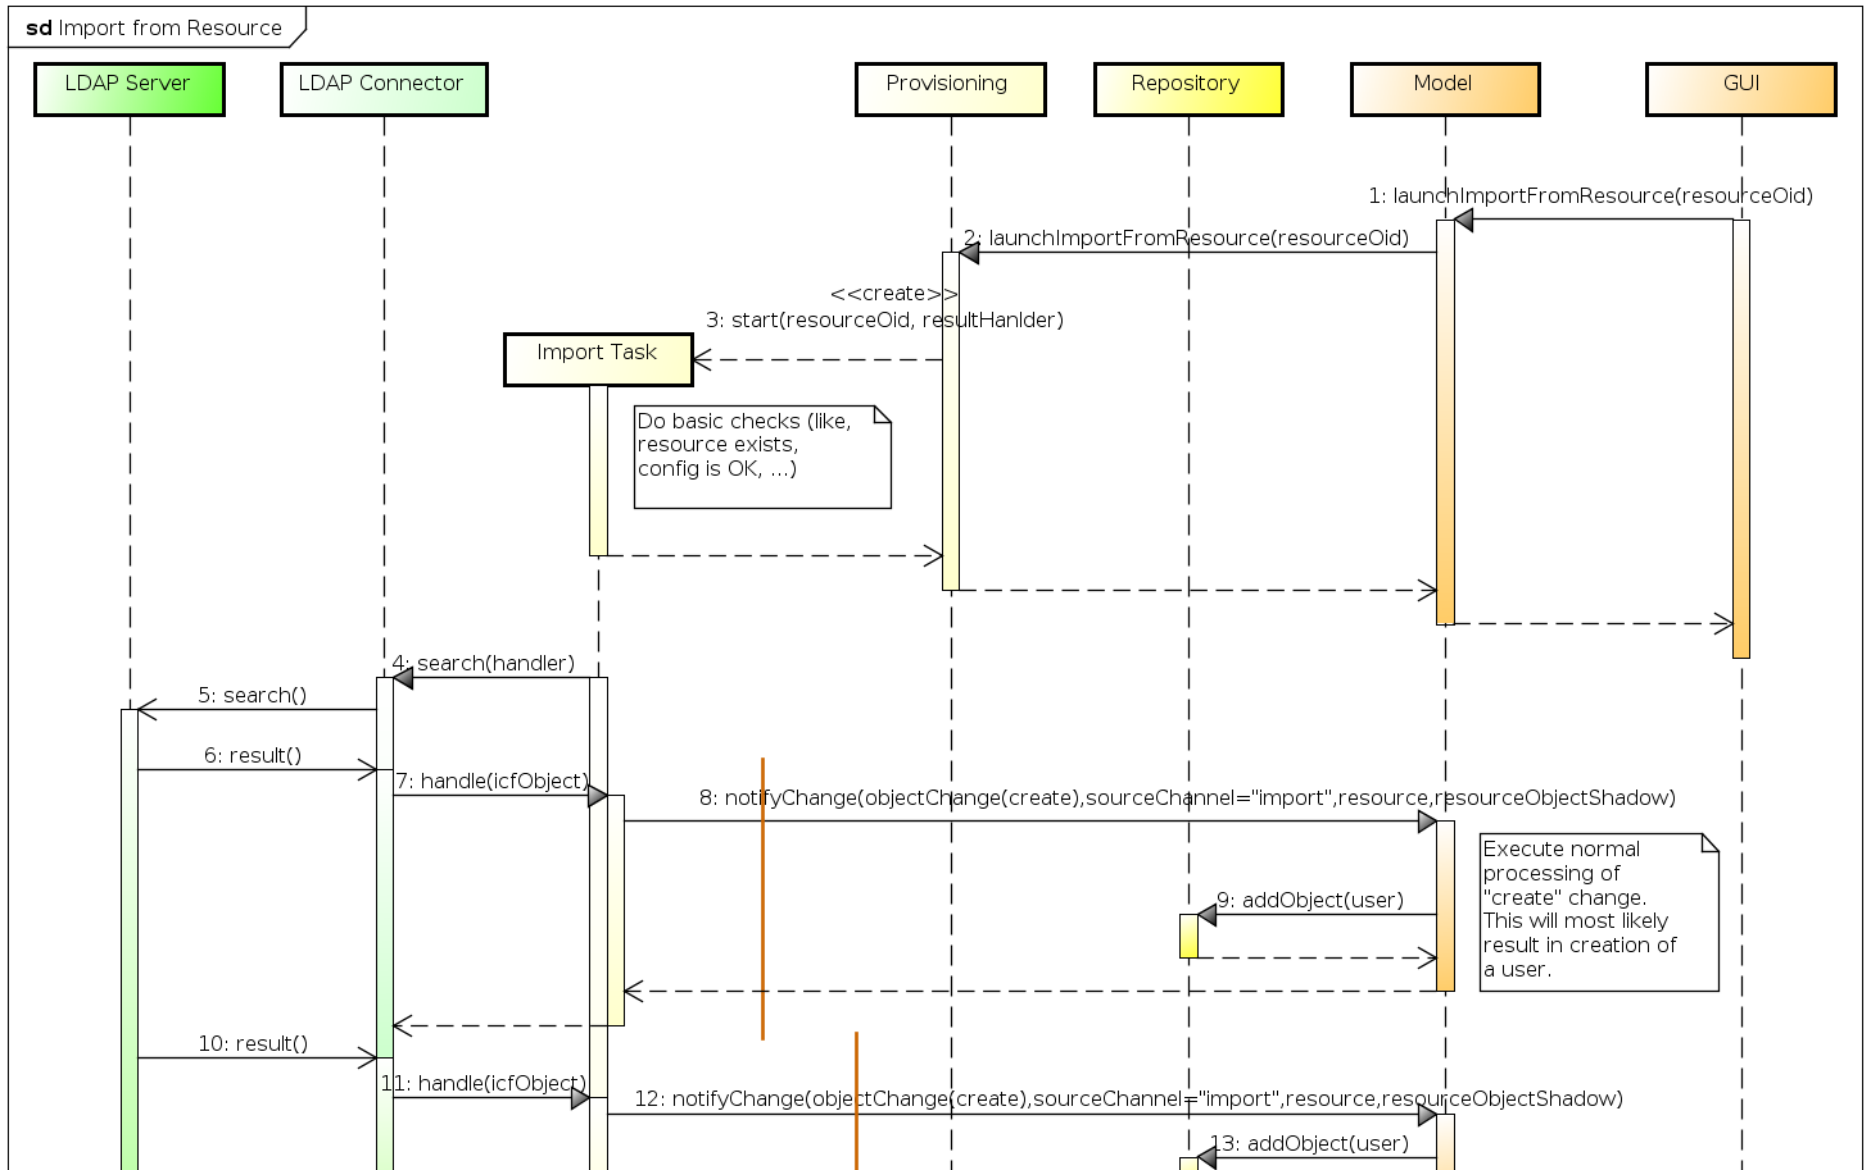 sd Import from Resource
LDAP Server
LDAP Connector
Provisioning
Repository
Model
GUI
1: launchImportFromResource(resourceOid)
2: launchImportFromResource(resourceOid)
<<create>>
3: start(resourceOid, resultHanlder)
Import Task
Do basic checks (like,
resource exists,
config is OK, ...)
4: search(handler)
5: search()
6: result()
7: handle(icfObject)
8: notifyChange(objectChange(create),sourceChannel="import",resource,resourceObjectShadow)
Execute normal
processing of
"create" change.
This will most likely
result in creation of
a user.
9: addObject(user)
10: result()
11: handle(icfObject)
12: notifyChange(objectChange(create),sourceChannel="import",resource,resourceObjectShadow)
13: addObject(user)